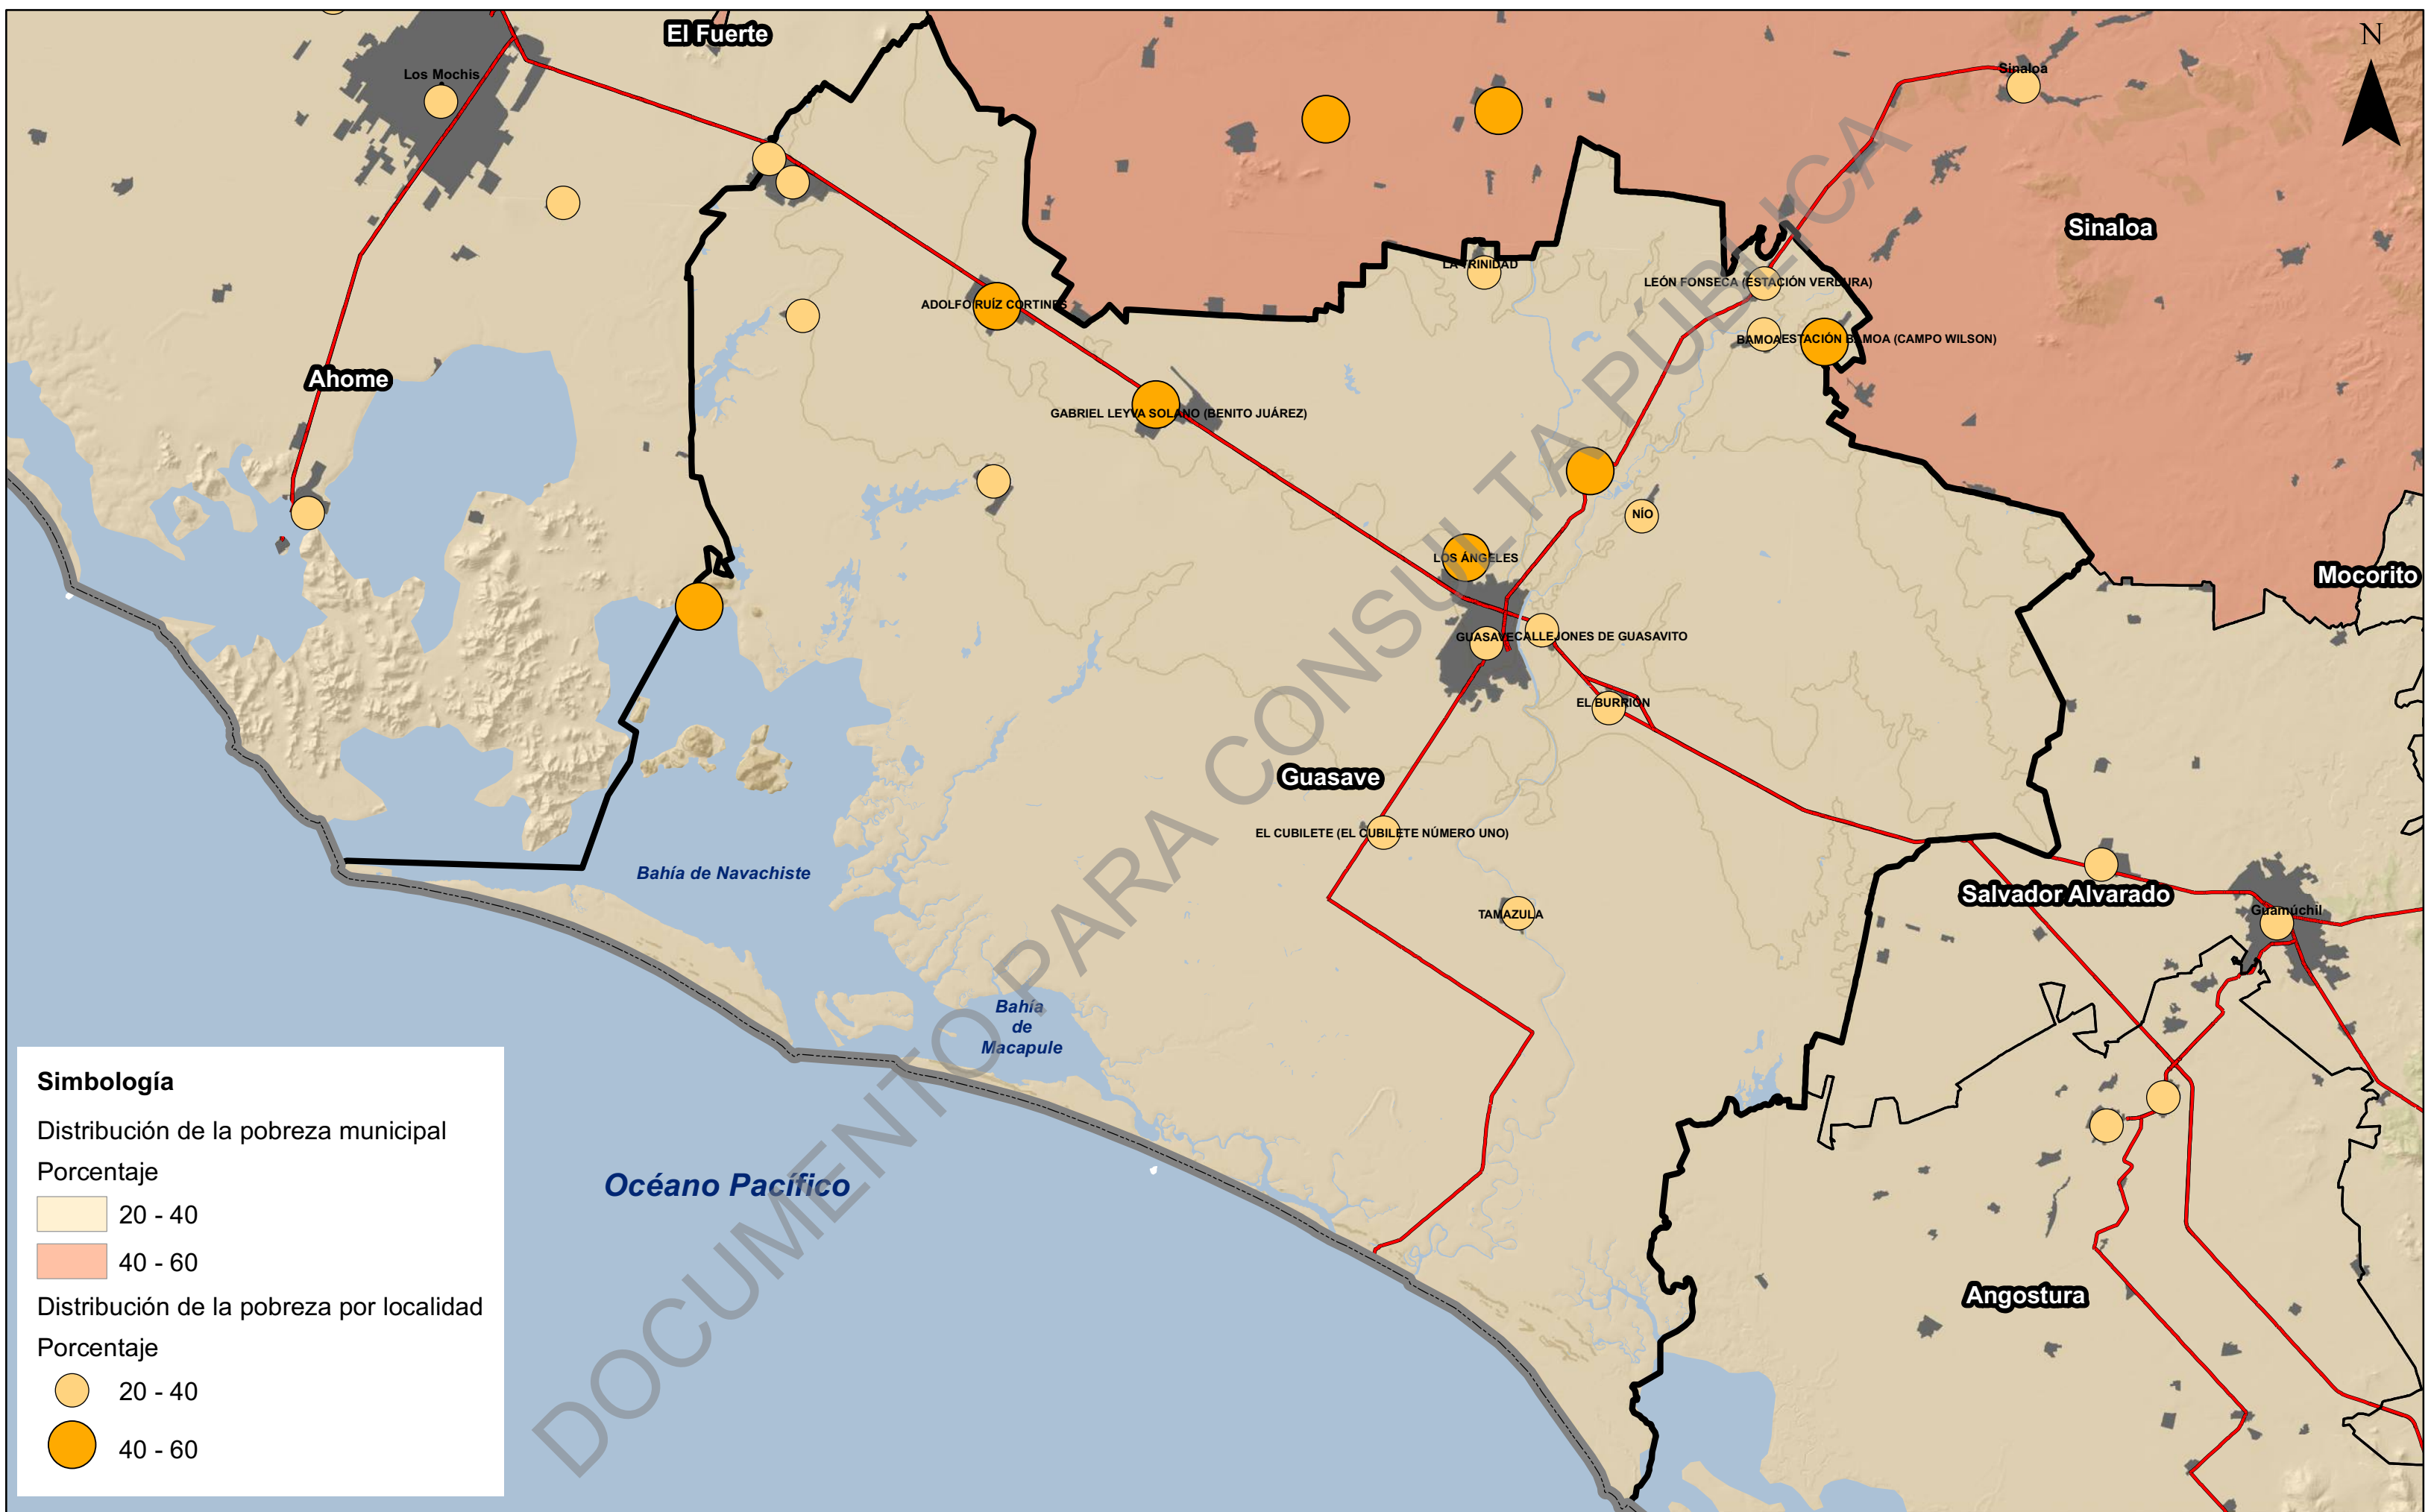 El Fuerte
N
Los Mochis
Sinaloa
Sinaloa
LA TRINIDAD
LEÓN FONSECA (ESTACIÓN VERDURA)
ADOLFO RUÍZ CORTINES
BAMOA
ESTACIÓN BAMOA (CAMPO WILSON)
Ahome
GABRIEL LEYVA SOLANO (BENITO JUÁREZ)
NÍO
LOS ÁNGELES
Mocorito
GUASAVE
CALLEJONES DE GUASAVITO
EL BURRIÓN
Guasave
EL CUBILETE (EL CUBILETE NÚMERO UNO)
Bahía de Navachiste
Salvador Alvarado
Guamúchil
TAMAZULA
Bahía
de
Macapule
Océano Pacífico
Angostura
DOCUMENTO PARA CONSULTA PUBLICA
Simbología
Distribución de la pobreza municipal
Porcentaje
20 - 40
40 - 60
Distribución de la pobreza por localidad
Porcentaje
20 - 40
40 - 60